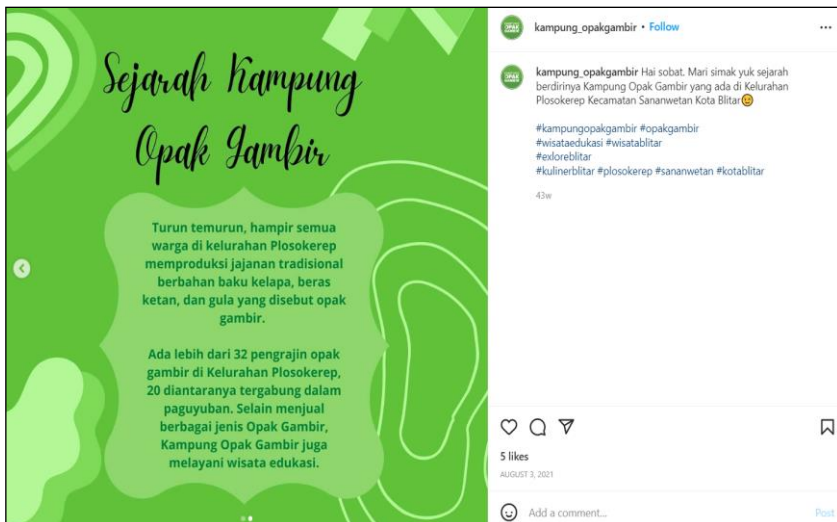 Sejarah Kampung
Opak Gambir
Turun temurun, hampir semua
warga di kelurahan Plosokerep
memproduksi jajanan tradisional
berbahan baku kelapa, beras
ketan, dan gula yang disebut opak
gambir.
Ada lebih dari 32 pengrajin opak
gambir di Kelurahan Plosokerep,
20 diantaranya tergabung dalam
paguyuban. Selain menjual
berbagai jenis Opak Gambir,
Kampung Opak Gambir juga
melayani wisata edukasi.
kampung_opakgambir • Follow
kampung_opakgambir Hai sobat. Mari simak yuk sejarah
berdirinya Kampung Opak Gambir yang ada di Kelurahan
Plosokerep Kecamatan Sananwetan Kota Blitar😉
#kampungopakgambir #opakgambir
#wisataedukasi #wisatablitar
#exloreblitar
#kulinerblitar #plosokerep #sananwetan #kotablitar
43w
5 likes
AUGUST 3, 2021
Add a comment...
Post